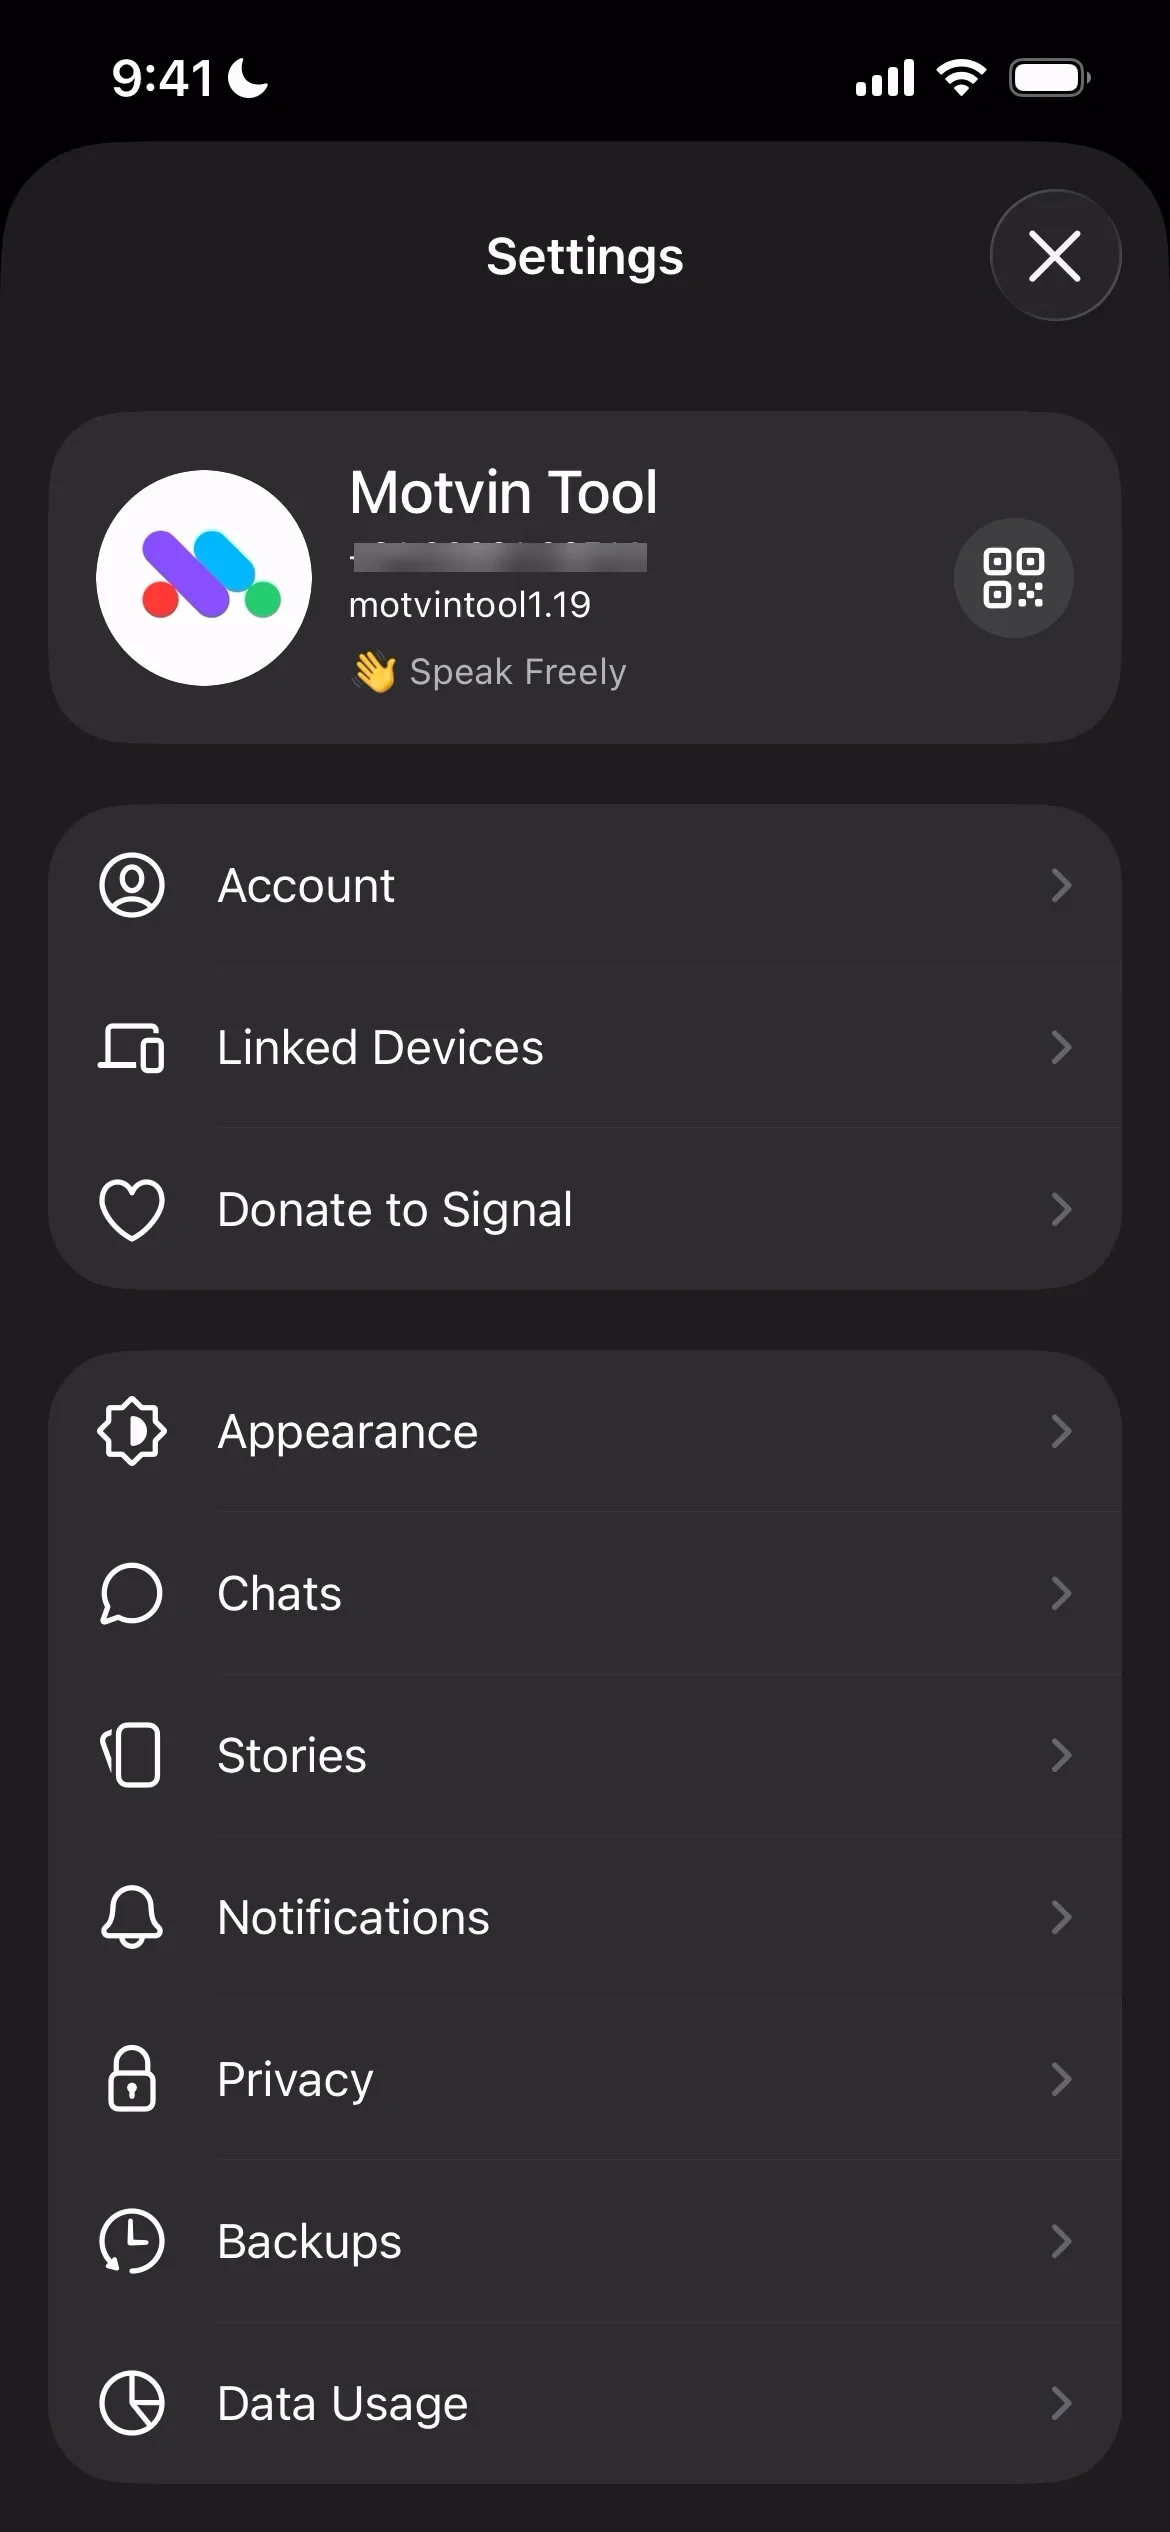 9:41
Settings
Motvin Tool
motvintool1.19
👋 Speak Freely
Account
Linked Devices
Donate to Signal
Appearance
Chats
Stories
Notifications
Privacy
Backups
Data Usage